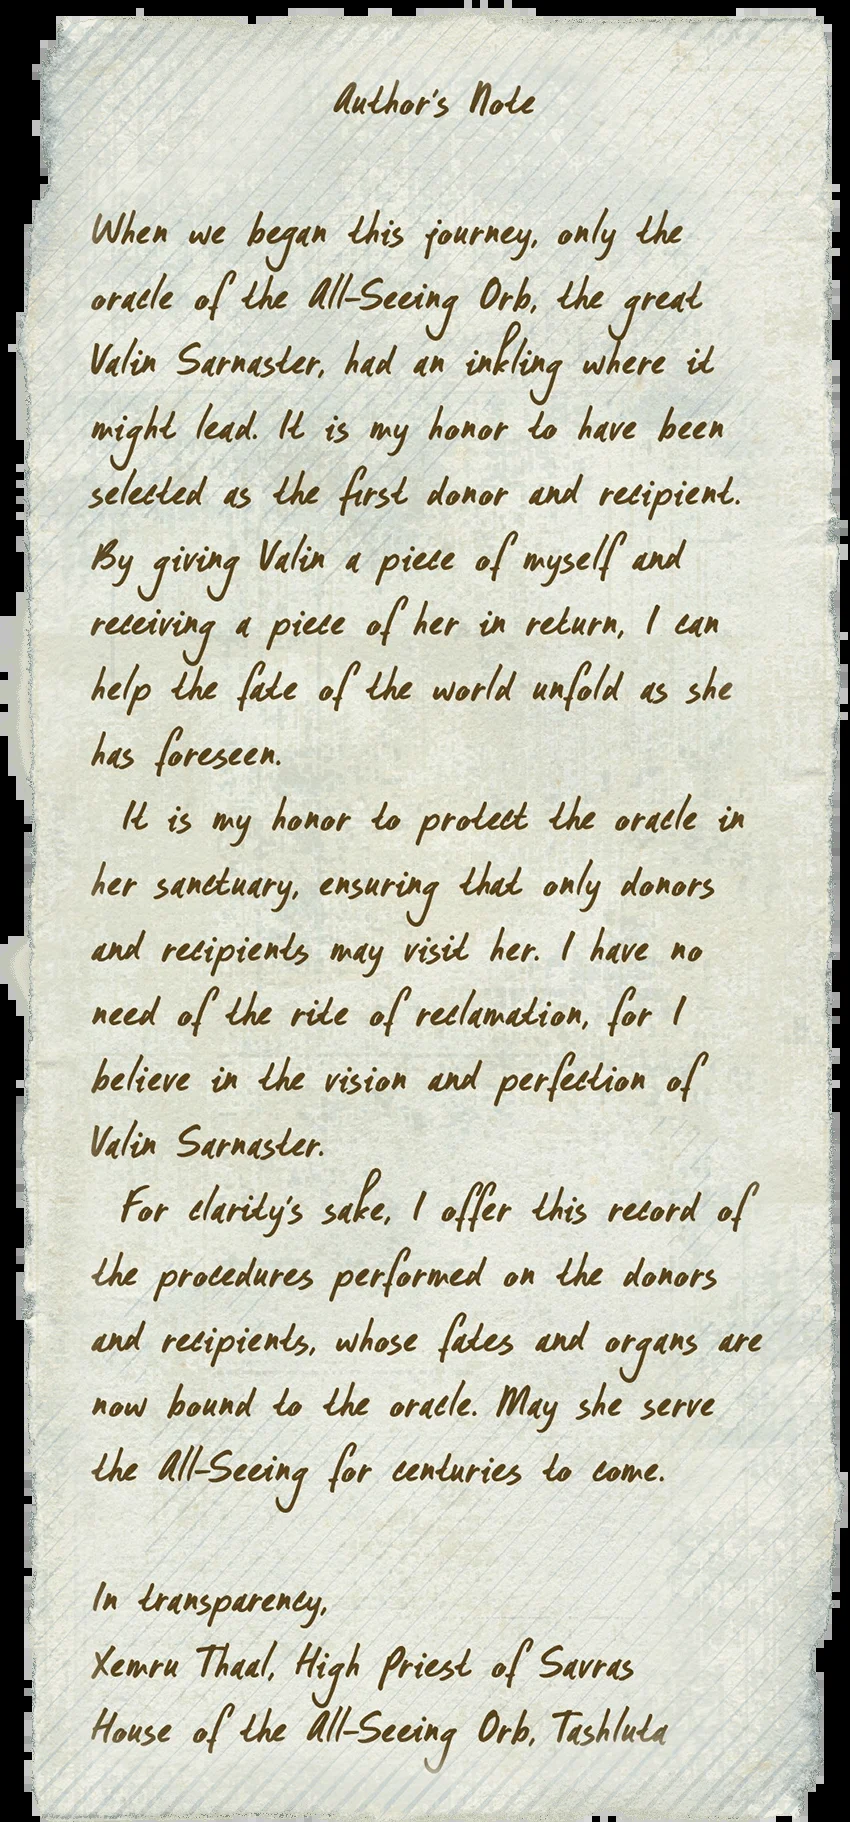 Author's Note
When we began this journey, only the
oracle of the All-Seeing Orb, the great
Valin Sarnaster, had an inkling where it
might lead. It is my honor to have been
selected as the first donor and recipient.
By giving Valin a piece of myself and
receiving a piece of her in return, I can
help the fate of the world unfold as she
has foreseen.
It is my honor to protect the oracle in
her sanctuary, ensuring that only donors
and recipients may visit her. I have no
need of the rite of reclamation, for I
believe in the vision and perfection of
Valin Sarnaster.
For clarity's sake, I offer this record of
the procedures performed on the donors
and recipients, whose fates and organs are
now bound to the oracle. May she serve
the All-Seeing for centuries to come.
In transparency,
Xemru Thaal, High Priest of Savras
House of the All-Seeing Orb, Tashluta